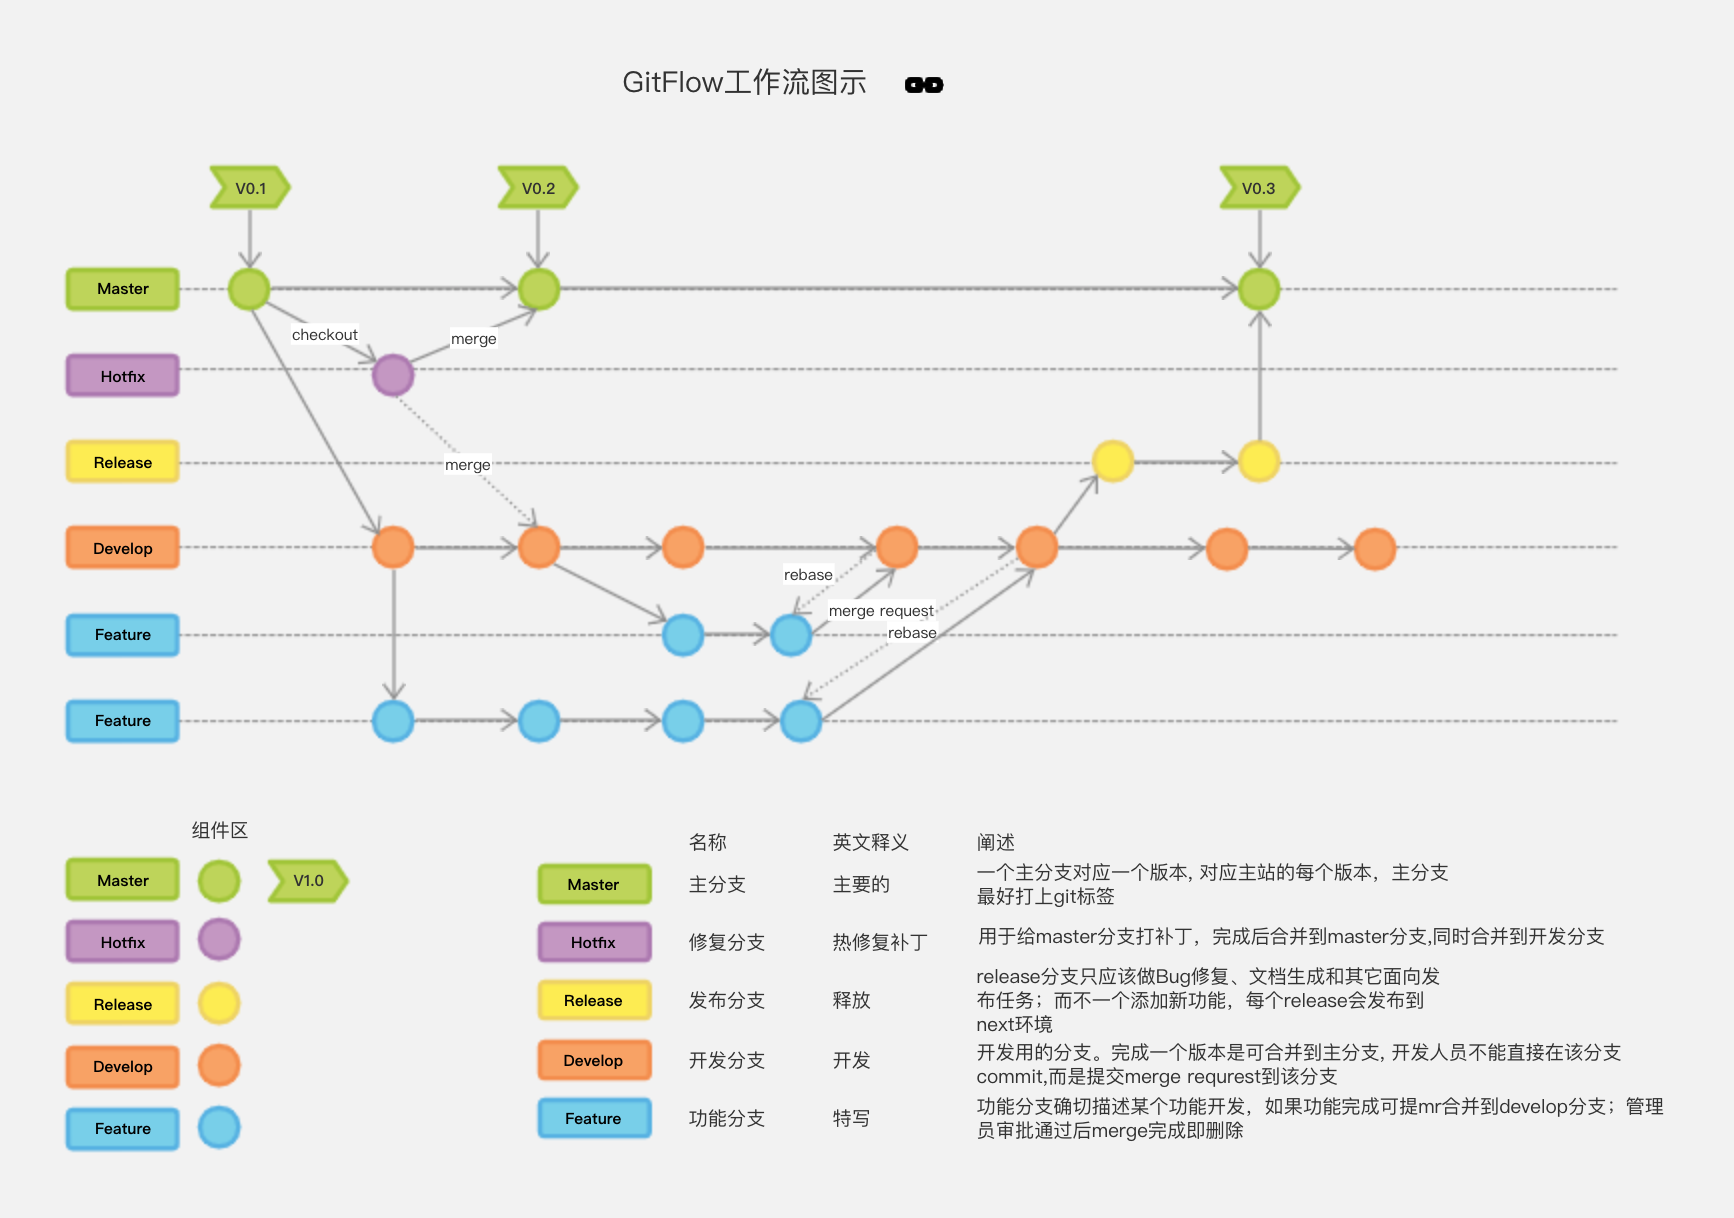 GitFlow工作流图示
V0.1
V0.2
V0.3
Master
checkout
merge
Hotfix
merge
Release
Develop
rebase
merge request
rebase
Feature
Feature
组件区
Master
V1.0
Hotfix
Release
Develop
Feature
名称 英文释义 阐述
Master 主分支 主要的 一个主分支对应一个版本, 对应主站的每个版本，主分支
最好打上git标签
Hotfix 修复分支 热修复补丁 用于给master分支打补丁，完成后合并到master分支,同时合并到开发分支
release分支只应该做Bug修复、文档生成和其它面向发
Release 发布分支 释放 布任务；而不一个添加新功能，每个release会发布到
next环境
开发用的分支。完成一个版本是可合并到主分支, 开发人员不能直接在该分支
Develop 开发分支 开发 commit,而是提交merge requrest到该分支
功能分支确切描述某个功能开发，如果功能完成可提mr合并到develop分支；管理
Feature 功能分支 特写 员审批通过后merge完成即删除